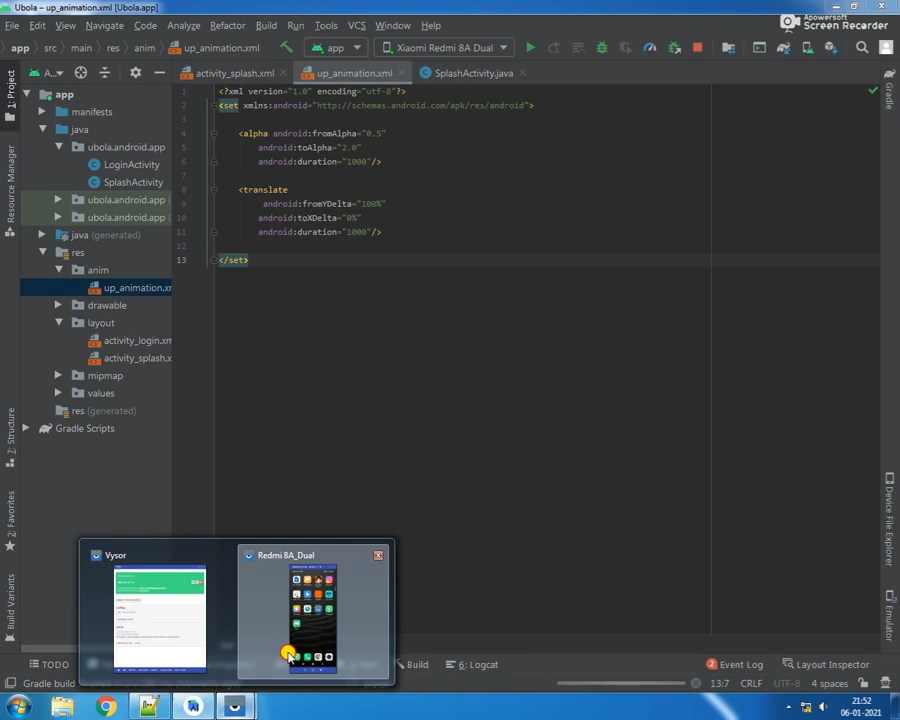 Ubola – up_animation.xml [Ubola.app]
File Edit View Navigate Code Analyze Refactor Build Run Tools VCS Window Help
Apowersoft
Screen Recorder
app src main res anim up_animation.xml app Xiaomi Redmi 8A Dual
A... activity_splash.xml up_animation.xml SplashActivity.java
1: Project
Resource Manager
7: Structure
2: Favorites
Build Variants
app
manifests
java
ubola.android.app
LoginActivity
SplashActivity
ubola.android.app
ubola.android.app
java (generated)
res
anim
up_animation.xm
drawable
layout
activity_login.xm
activity_splash.x
mipmap
values
res (generated)
Gradle Scripts
1 <?xml version="1.0" encoding="utf-8"?>
2 <set xmlns:android="http://schemas.android.com/apk/res/android">
3
4 <alpha android:fromAlpha="0.5"
5 android:toAlpha="2.0"
6 android:duration="1000"/>
7
8 <translate
9 android:fromYDelta="100%"
10 android:toXDelta="0%"
11 android:duration="1000"/>
12
13 </set>
Gradle
Device File Explorer
Emulator
Vysor
Redmi 8A_Dual
TODO Build 6: Logcat 2 Event Log Layout Inspector
Gradle build 13:7 CRLF UTF-8 4 spaces
21:52
06-01-2021